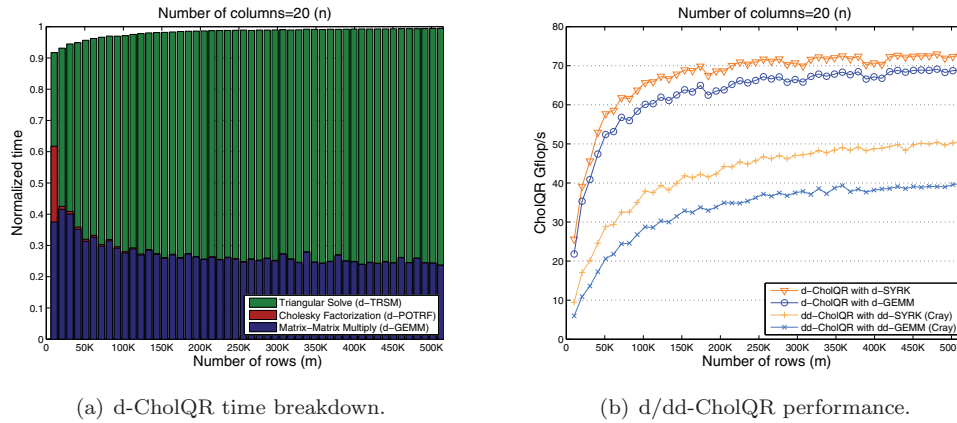 Number of columns=20 (n)
Normalized time
1
0.9
0.8
0.7
0.6
0.5
0.4
0.3
0.2
0.1
0
Triangular Solve (d-TRSM)
Cholesky Factorization (d-POTRF)
Matrix-Matrix Multiply (d-GEMM)
0 50K 100K 150K 200K 250K 300K 350K 400K 450K 500K
Number of rows (m)
(a) d-CholQR time breakdown.
Number of columns=20 (n)
CholQR Gflop/s
80
70
60
50
40
30
20
10
0
d-CholQR with d-SYRK
d-CholQR with d-GEMM
dd-CholQR with dd-SYRK (Cray)
dd-CholQR with dd-GEMM (Cray)
0 50K 100K 150K 200K 250K 300K 350K 400K 450K 500K
Number of rows (m)
(b) d/dd-CholQR performance.